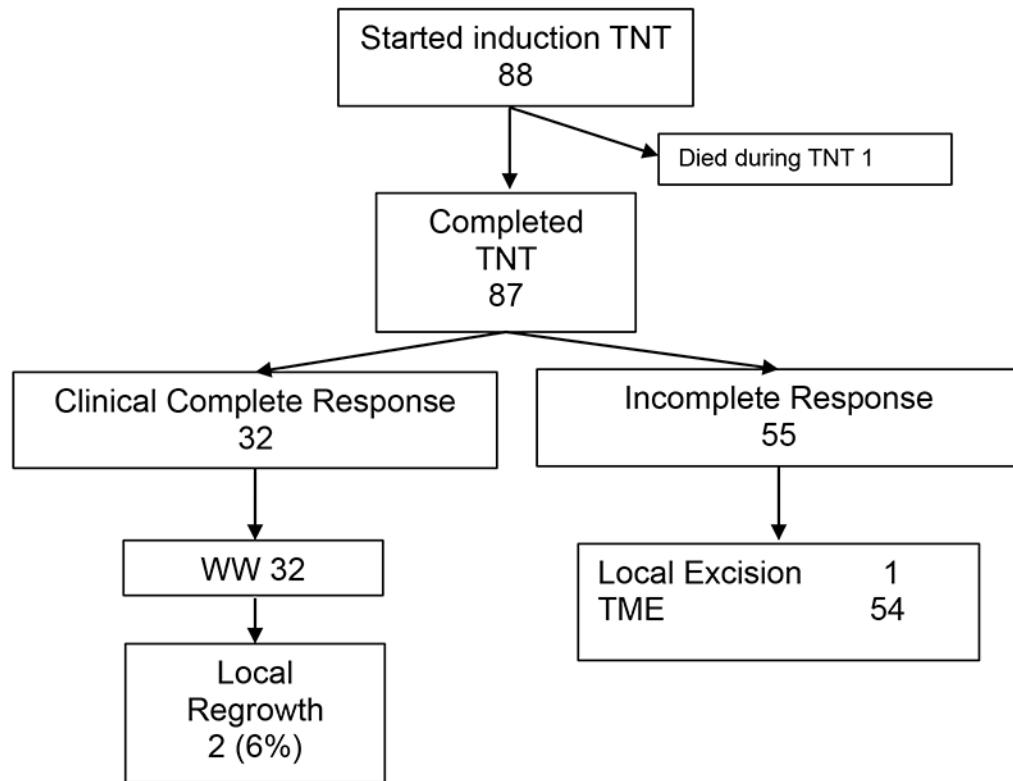 Started induction TNT
88
Died during TNT 1
Completed
TNT
87
Clinical Complete Response
32
Incomplete Response
55
WW 32
Local Excision 1
TME 54
Local
Regrowth
2 (6%)